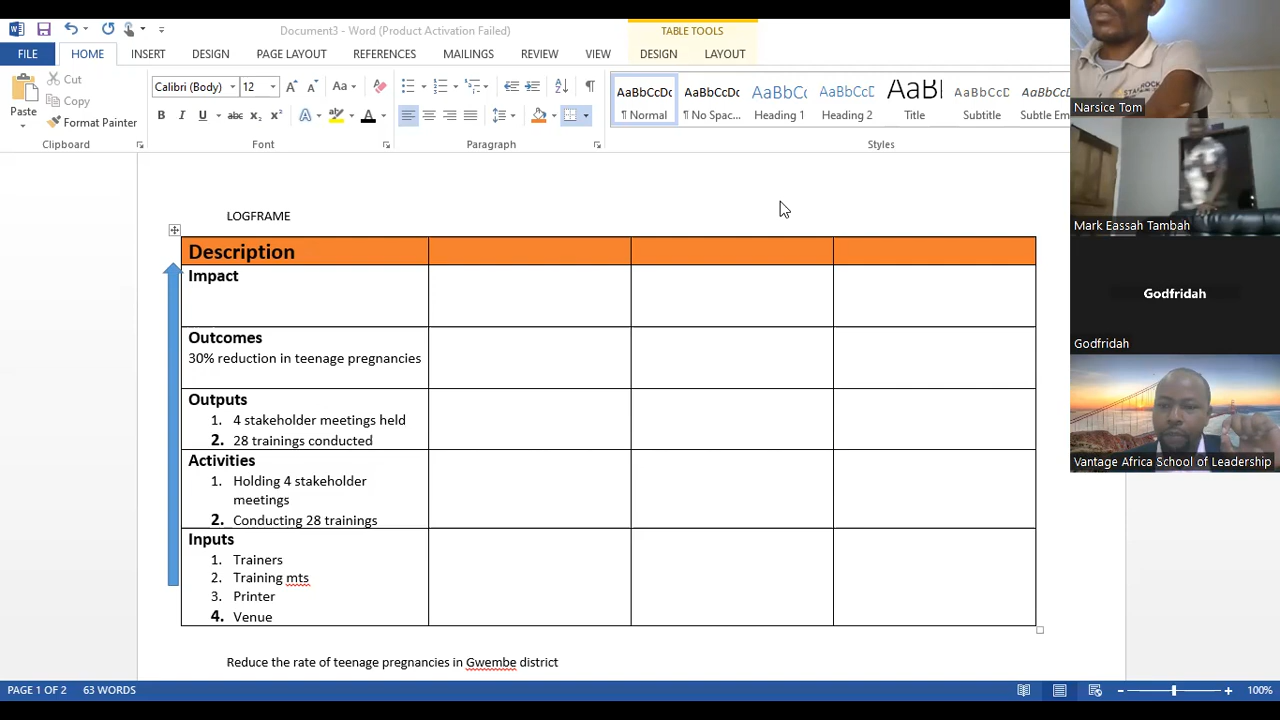 Document3 - Word (Product Activation Failed)
TABLE TOOLS
FILE
HOME
INSERT
DESIGN
PAGE LAYOUT
REFERENCES
MAILINGS
REVIEW
VIEW
DESIGN
LAYOUT
Paste
Cut
Copy
Format Painter
Clipboard
Calibri (Body)
12
Font
Paragraph
AaBbCcDc
¶ Normal
AaBbCcDc
¶ No Spac...
AaBbCc
Heading 1
AaBbCcD
Heading 2
AaBl
Title
AaBbCcD
Subtitle
AaBbCcD
Subtle Em
Styles
Narsice Tom
Mark Eassah Tambah
Godfridah
Godfridah
Vantage Africa School of Leadership
LOGFRAME
Description
Impact
Outcomes
30% reduction in teenage pregnancies
Outputs
1. 4 stakeholder meetings held
2. 28 trainings conducted
Activities
1. Holding 4 stakeholder
meetings
2. Conducting 28 trainings
Inputs
1. Trainers
2. Training mts
3. Printer
4. Venue
Reduce the rate of teenage pregnancies in Gwembe district
PAGE 1 OF 2
63 WORDS
100%